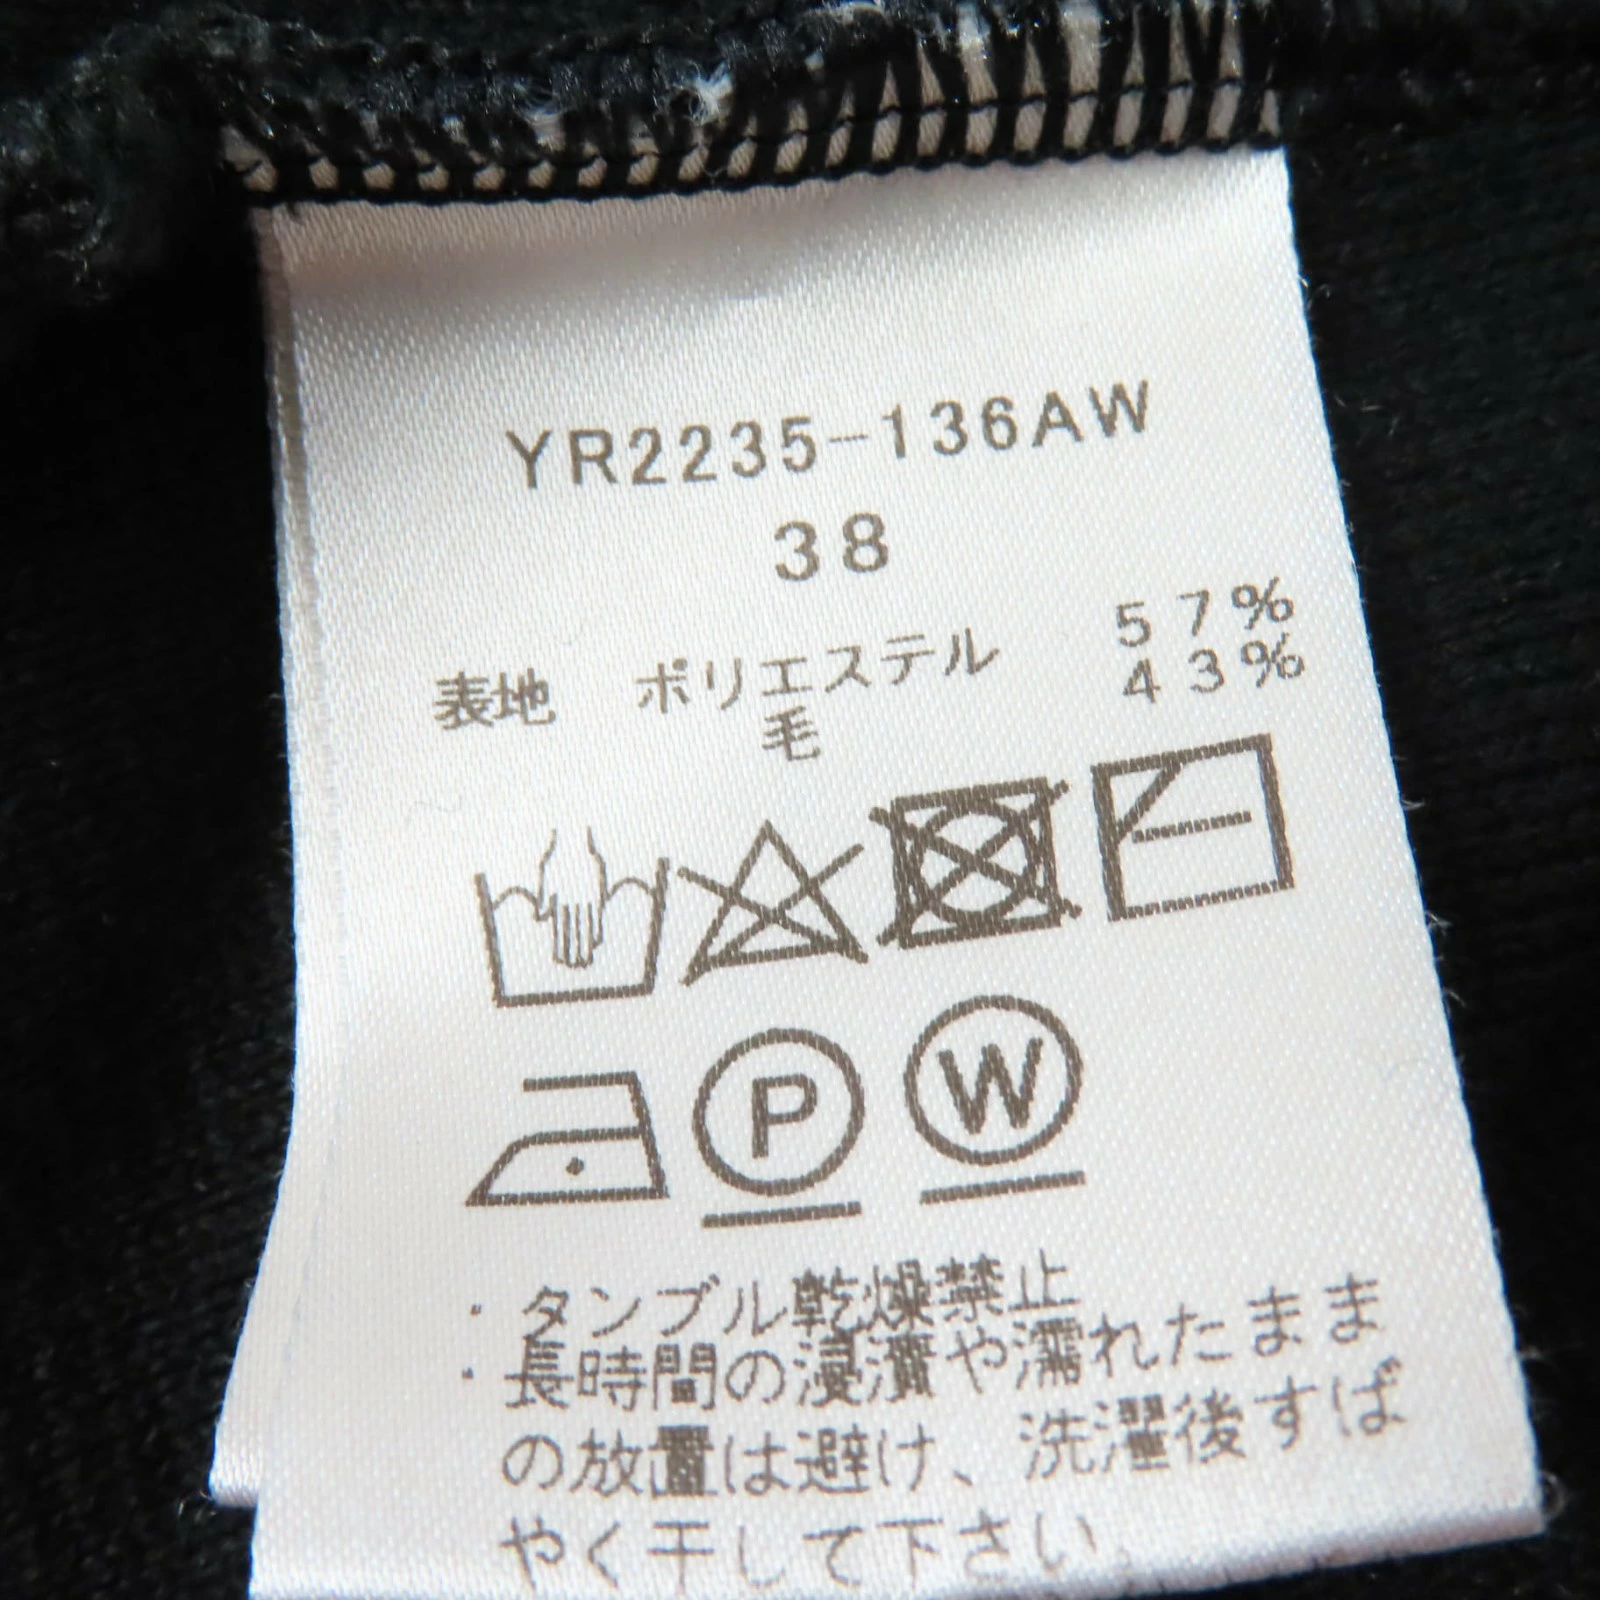 YR2235-136AW
38
表地 ポリエステル 57%
毛 43%
P W
・タンブル乾燥禁止
・長時間の浸漬や濡れたまま
の放置は避け、洗濯後すば
やく干して下さい。